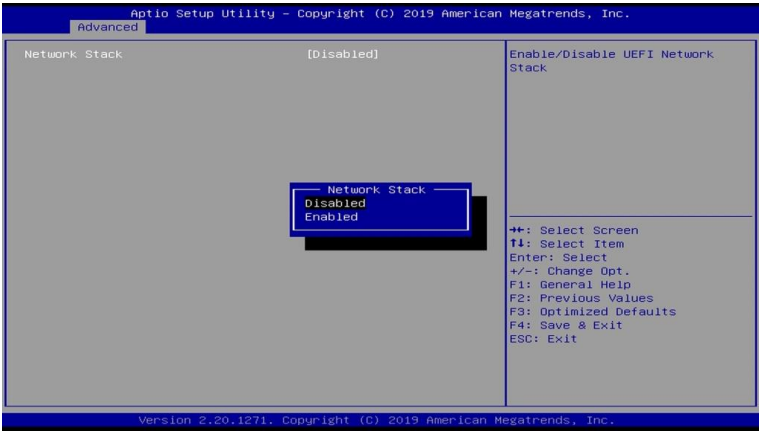 Aptio Setup Utility – Copyright (C) 2019 American Megatrends, Inc.
Advanced
Network Stack [Disabled]
Enable/Disable UEFI Network
Stack
Network Stack
Disabled
Enabled
→←: Select Screen
↑↓: Select Item
Enter: Select
+/-: Change Opt.
F1: General Help
F2: Previous Values
F3: Optimized Defaults
F4: Save & Exit
ESC: Exit
Version 2.20.1271. Copyright (C) 2019 American Megatrends, Inc.